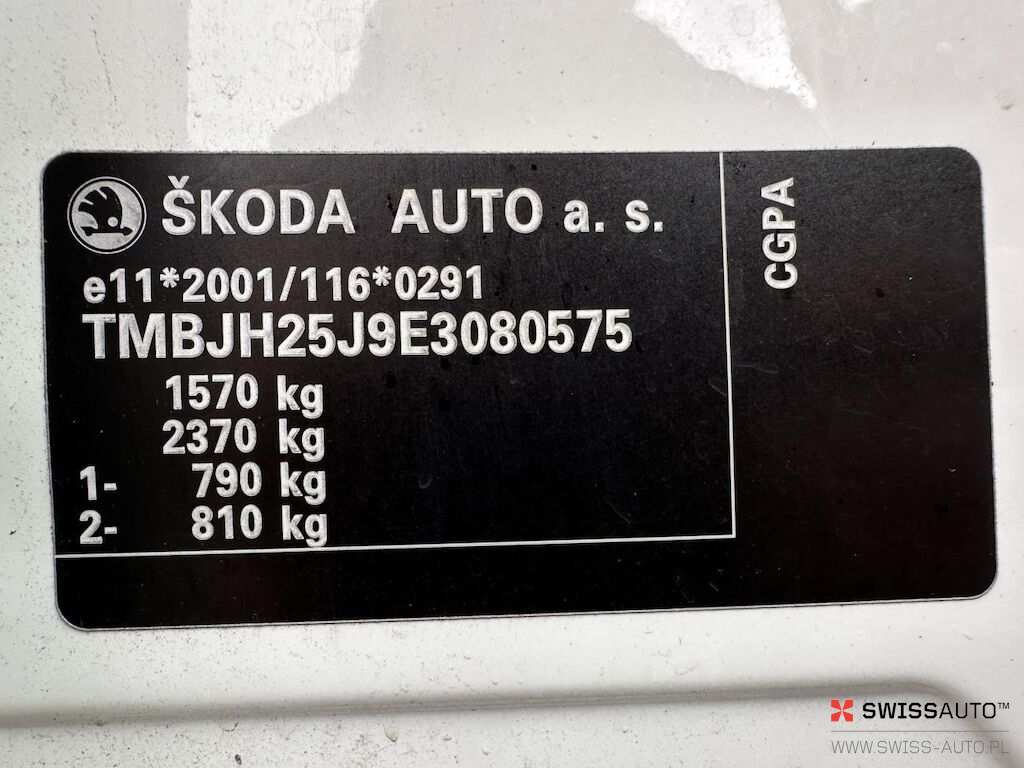 ŠKODA AUTO a. s.
e11*2001/116*0291
TMBJH25J9E3080575
1570 kg
2370 kg
1- 790 kg
2- 810 kg
CGPA
SWISSAUTO™
WWW.SWISS-AUTO.PL